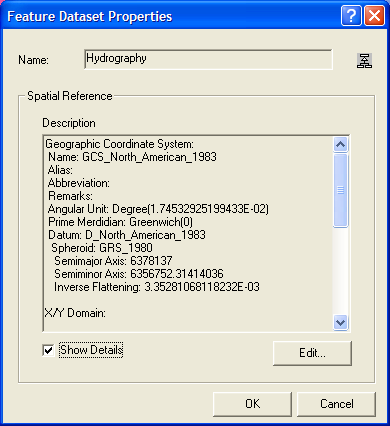 Feature Dataset Properties
Name: Hydrography
Spatial Reference
Description
Geographic Coordinate System:
Name: GCS_North_American_1983
Alias:
Abbreviation:
Remarks:
Angular Unit: Degree(1.74532925199433E-02)
Prime Merdidian: Greenwich(0)
Datum: D_North_American_1983
Spheroid: GRS_1980
Semimajor Axis: 6378137
Semiminor Axis: 6356752.31414036
Inverse Flattening: 3.35281068118232E-03
X/Y Domain:
Show Details
Edit...
OK Cancel